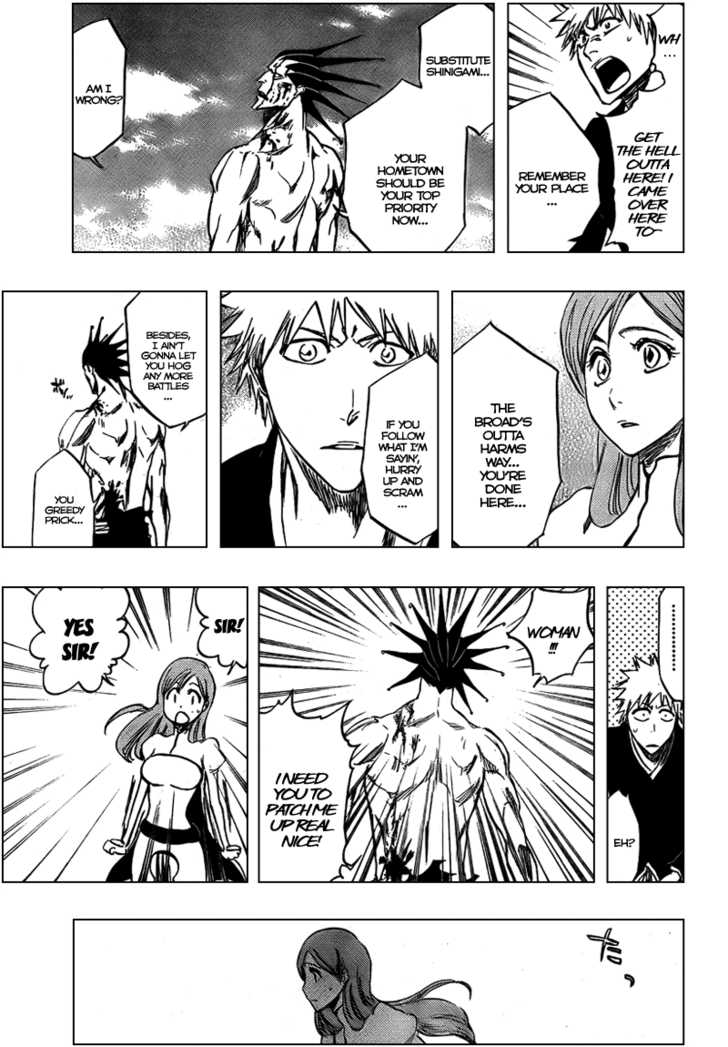 WH
...
GET
THE HELL
OUTTA
HERE! I
CAME
OVER
HERE
TO~
REMEMBER
YOUR PLACE
...
SUBSTITUTE
SHINIGAMI...
YOUR
HOMETOWN
SHOULD BE
YOUR TOP
PRIORITY
NOW...
AM I
WRONG?
THE
BROAD'S
OUTTA
HARMS
WAY...
YOU'RE
DONE
HERE...
IF YOU
FOLLOW
WHAT I'M
SAYIN',
HURRY
UP AND
SCRAM
...
BESIDES,
I AIN'T
GONNA LET
YOU HOG
ANY MORE
BATTLES
...
YOU
GREEDY
PRICK...
.........
EH?
WOMAN
!!!
I NEED
YOU TO
PATCH ME
UP REAL
NICE!
SIR!
YES
SIR!